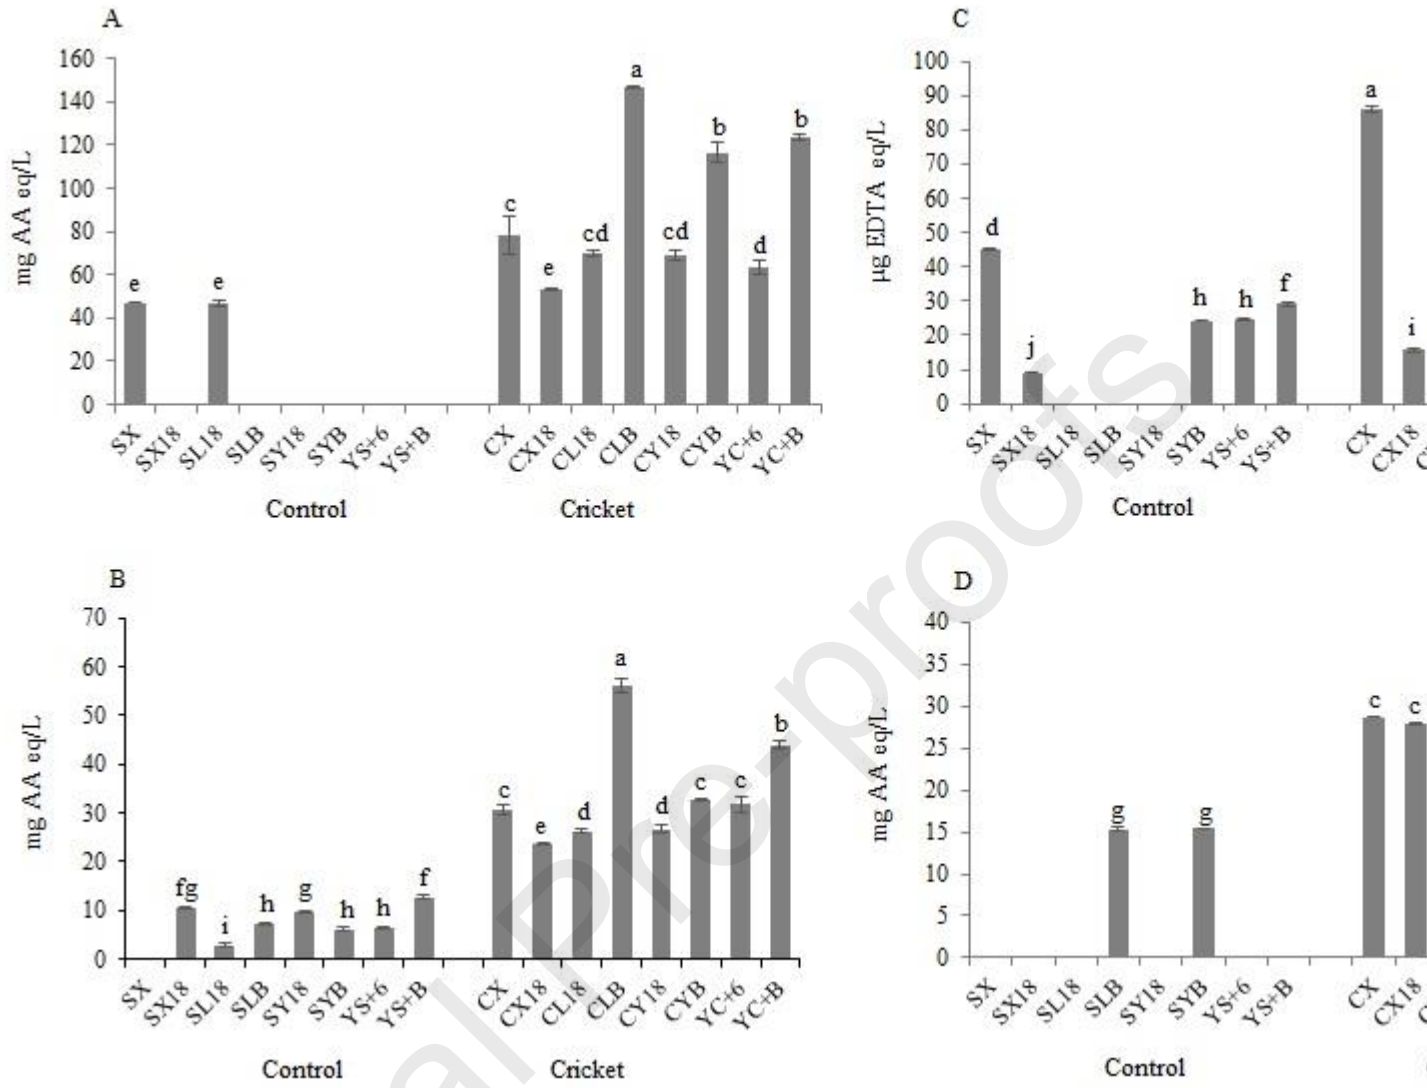 A
160
140
120
100
80
60
40
20
0
mg AA eq/L
e
e
c
e
cd
a
cd
b
d
b
SX
SX18
SL18
SLB
SY18
SYB
YS+6
YS+B
CX
CX18
CL18
CLB
CY18
CYB
YC+6
YC+B
Control
Cricket
C
100
90
80
70
60
50
40
30
20
10
0
µg EDTA eq/L
d
j
h
h
f
a
i
SX
SX18
SL18
SLB
SY18
SYB
YS+6
YS+B
CX
CX18
Control
B
70
60
50
40
30
20
10
0
mg AA eq/L
fg
i
h
g
h
h
f
c
e
d
a
d
c
c
b
SX
SX18
SL18
SLB
SY18
SYB
YS+6
YS+B
CX
CX18
CL18
CLB
CY18
CYB
YC+6
YC+B
Control
Cricket
D
40
35
30
25
20
15
10
5
0
mg AA eq/L
g
g
c
c
SX
SX18
SL18
SLB
SY18
SYB
YS+6
YS+B
CX
CX18
Control
al Pre-proofs